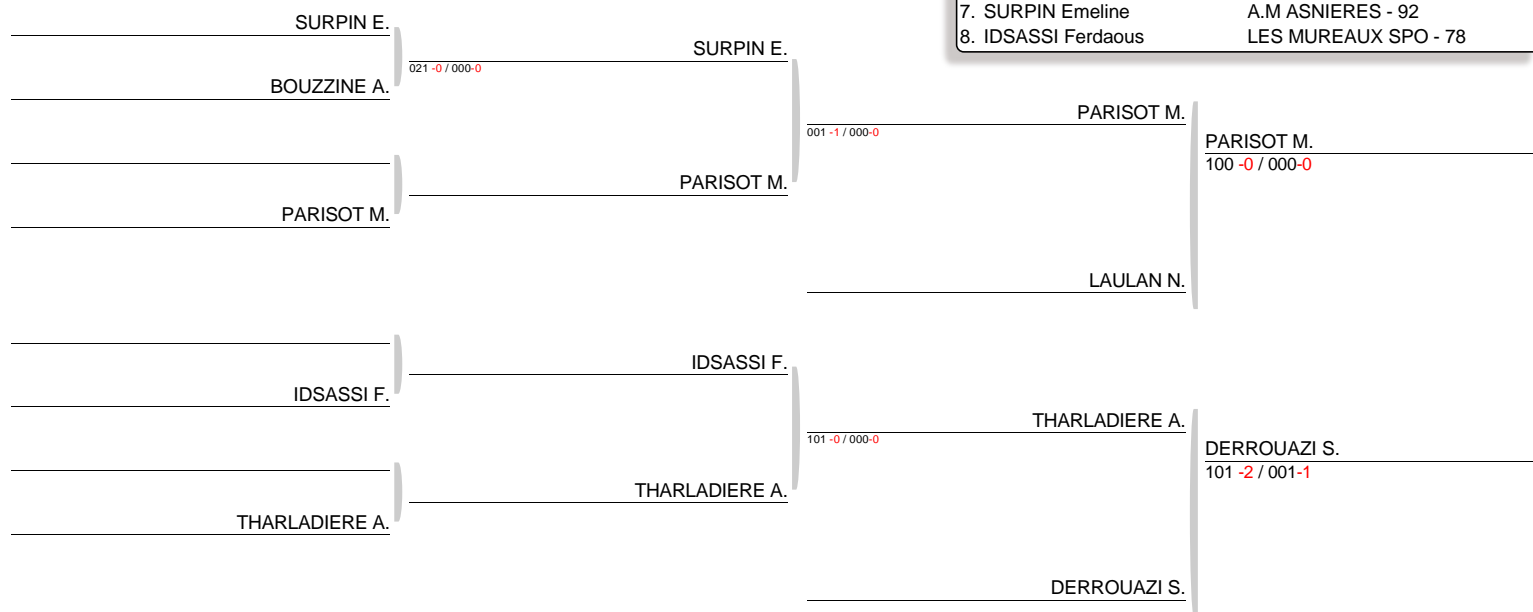 7. SURPIN Emeline A.M ASNIERES - 92
8. IDSASSI Ferdaous LES MUREAUX SPO - 78
SURPIN E.
BOUZZINE A.
SURPIN E.
021 -0 / 000-0
PARISOT M.
PARISOT M.
PARISOT M.
001 -1 / 000-0
LAULAN N.
PARISOT M.
100 -0 / 000-0
IDSASSI F.
IDSASSI F.
THARLADIERE A.
THARLADIERE A.
THARLADIERE A.
101 -0 / 000-0
DERROUAZI S.
DERROUAZI S.
101 -2 / 001-1